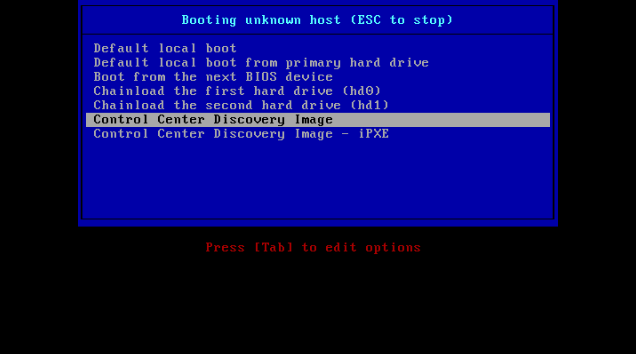 Booting unknown host (ESC to stop)
Default local boot
Default local boot from primary hard drive
Boot from the next BIOS device
Chainload the first hard drive (hd0)
Chainload the second hard drive (hd1)
Control Center Discovery Image
Control Center Discovery Image - iPXE
Press [Tab] to edit options